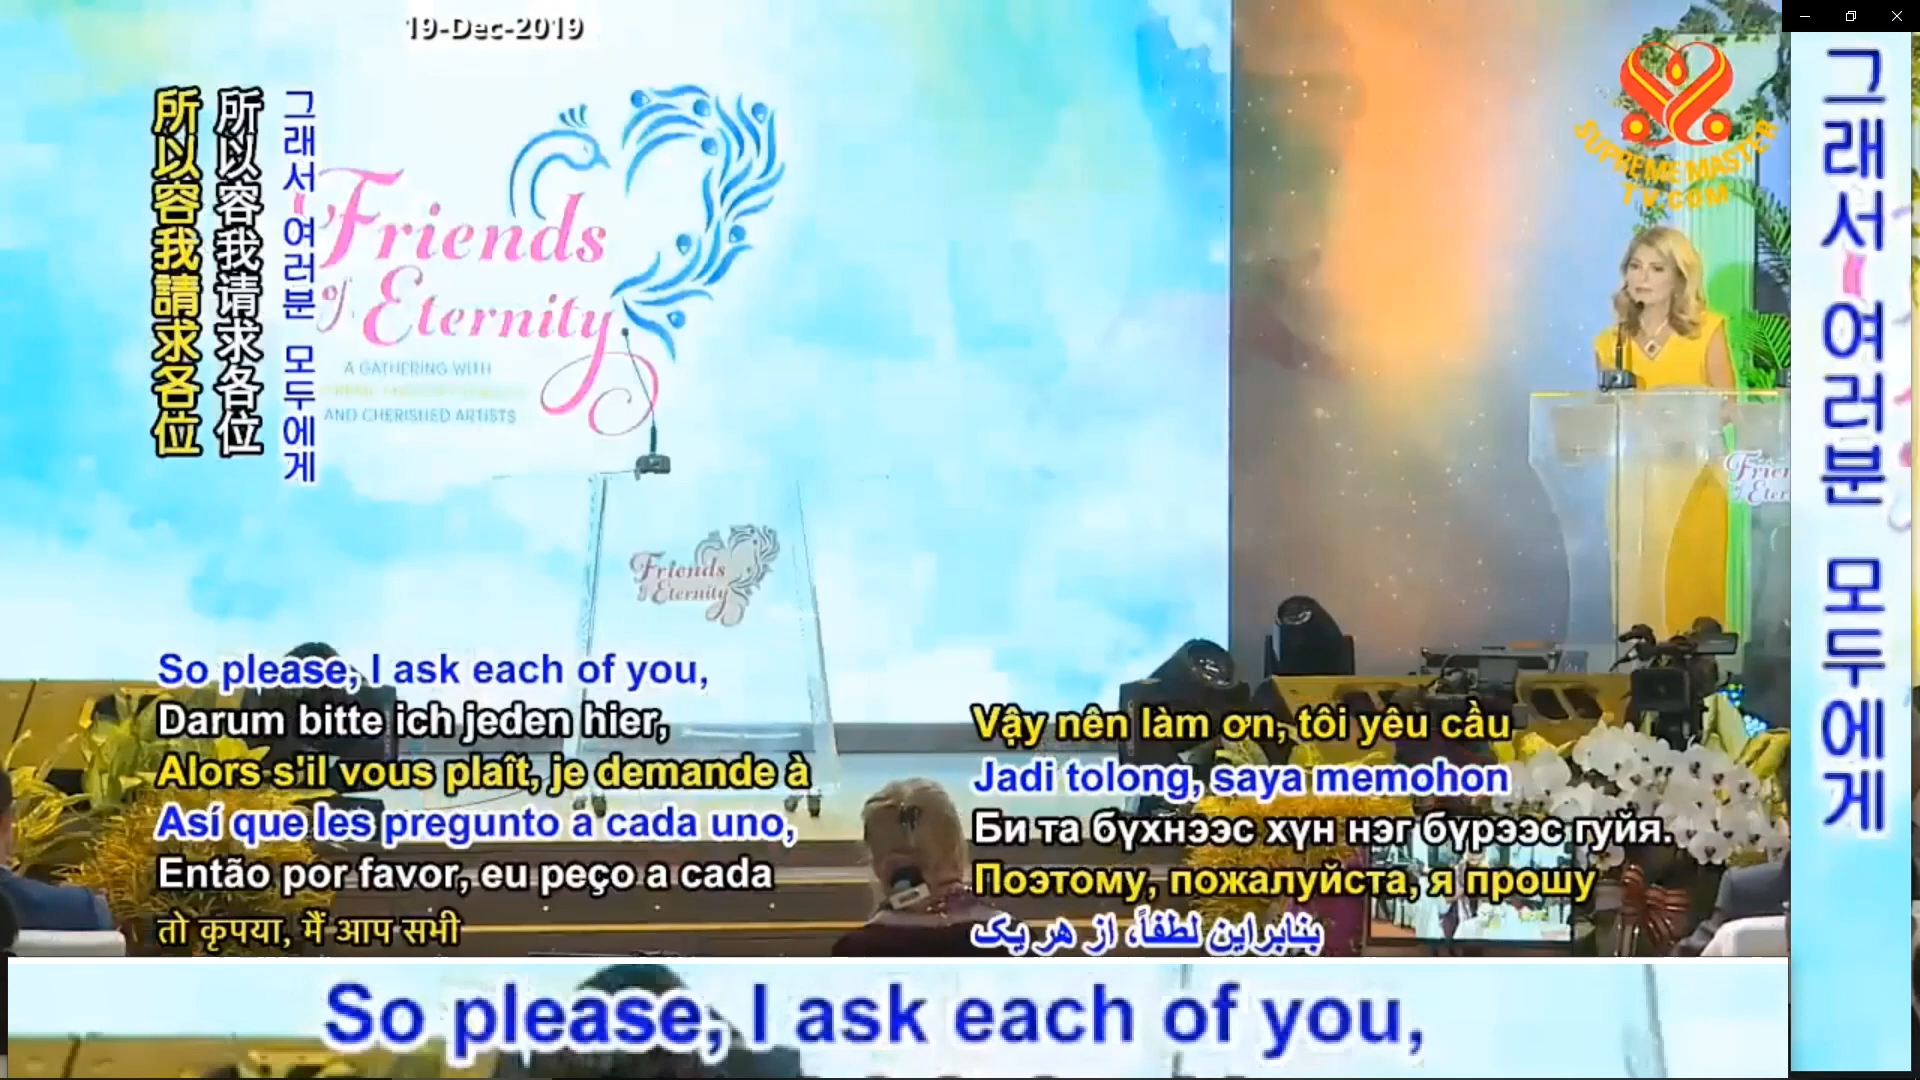 19-Dec-2019
所以容我請求各位
所以容我请求各位
그래서 여러분 모두에게
Friends
of Eternity
A GATHERING WITH
AND CHERISHED ARTISTS
SUPREME MASTER
TV.COM
Friends
of Eternity
So please, I ask each of you,
Darum bitte ich jeden hier,
Alors s'il vous plaît, je demande à
Así que les pregunto a cada uno,
Então por favor, eu peço a cada
तो कृपया, मैं आप सभी
Vậy nên làm ơn, tôi yêu cầu
Jadi tolong, saya memohon
Би та бүхнээс хүн нэг бүрээс гуйя.
Поэтому, пожалуйста, я прошу
بنابراین لطفاً، از هر یک
So please, I ask each of you,
그래서 여러분 모두에게